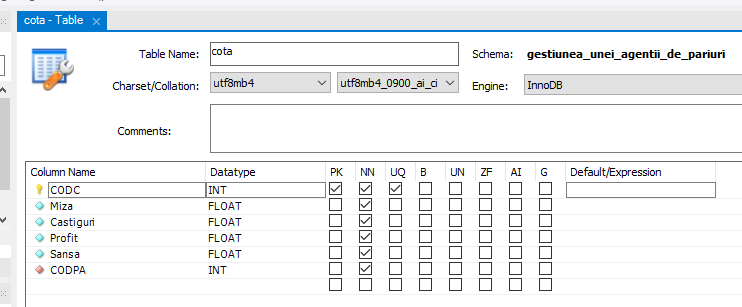 cota - Table
Table Name: cota Schema: gestiunea_unei_agentii_de_pariuri
Charset/Collation: utf8mb4 utf8mb4_0900_ai_ci Engine: InnoDB
Comments:
Column Name Datatype PK NN UQ B UN ZF AI G Default/Expression
CODC INT
Miza FLOAT
Castiguri FLOAT
Profit FLOAT
Sansa FLOAT
CODPA INT